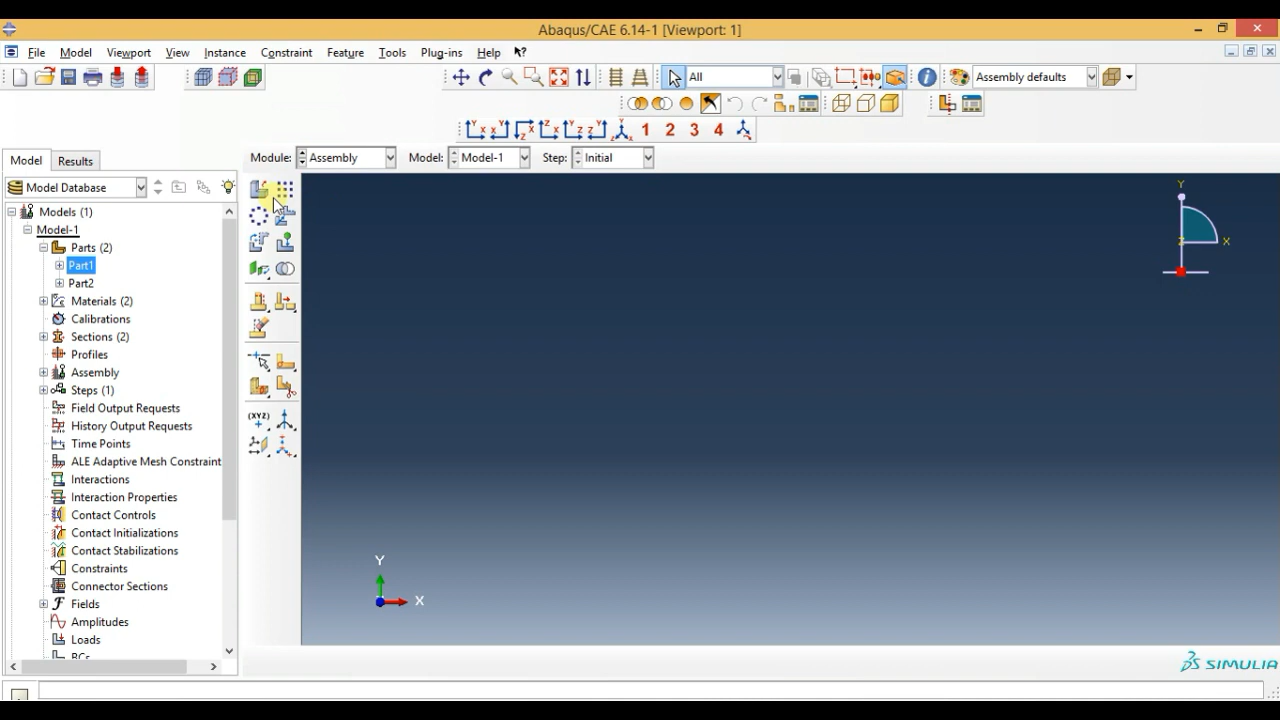 Abaqus/CAE 6.14-1 [Viewport: 1]
File Model Viewport View Instance Constraint Feature Tools Plug-ins Help
All
Assembly defaults
1 2 3 4
Model Results
Module: Assembly Model: Model-1 Step: Initial
Model Database
Models (1)
Model-1
Parts (2)
Part1
Part2
Materials (2)
Calibrations
Sections (2)
Profiles
Assembly
Steps (1)
Field Output Requests
History Output Requests
Time Points
ALE Adaptive Mesh Constraint
Interactions
Interaction Properties
Contact Controls
Contact Initializations
Contact Stabilizations
Constraints
Connector Sections
Fields
Amplitudes
Loads
BCs
(XYZ)
Y
X
Z
Y
X
SIMULIA